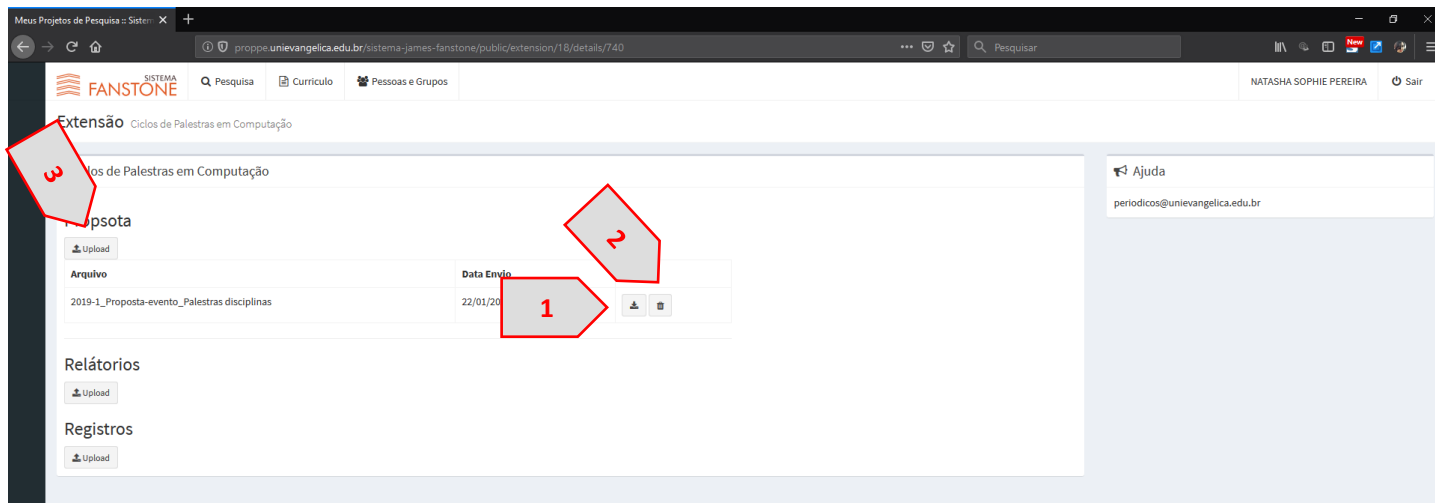 Meus Projetos de Pesquisa :: Sistem
proppe.unievangelica.edu.br/sistema-james-fanstone/public/extension/18/details/740
Pesquisar
New
SISTEMA
FANSTONE
Pesquisa
Curriculo
Pessoas e Grupos
NATASHA SOPHIE PEREIRA
Sair
Extensão Ciclos de Palestras em Computação
3
los de Palestras em Computação
Ajuda
periodicos@unievangelica.edu.br
Propsota
2
Upload
Arquivo
Data Envio
2019-1_Proposta-evento_Palestras disciplinas
22/01/20
1
Relátorios
Upload
Registros
Upload